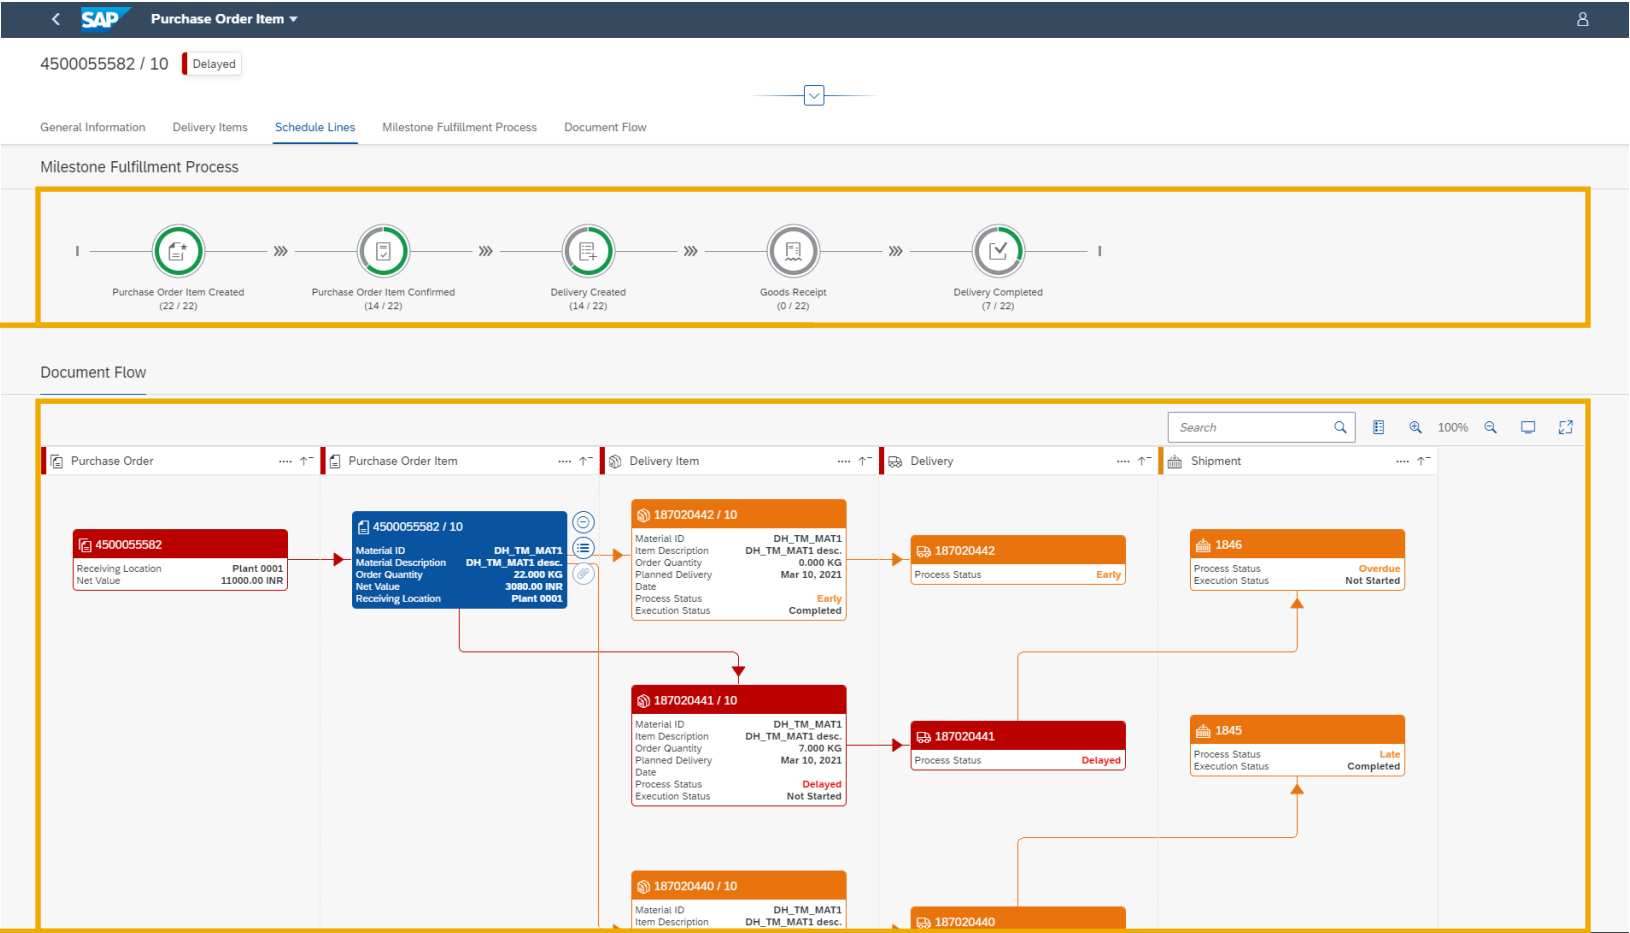 SAP Purchase Order Item
4500055582 / 10 Delayed
General Information Delivery Items Schedule Lines Milestone Fulfillment Process Document Flow
Milestone Fulfillment Process
Purchase Order Item Created Purchase Order Item Confirmed Delivery Created Goods Receipt Delivery Completed
(22 / 22) (14 / 22) (14 / 22) (0 / 22) (7 / 22)
Document Flow
Search 100%
Purchase Order Purchase Order Item Delivery Item Delivery Shipment
4500055582
Receiving Location Plant 0001
Net Value 11000.00 INR
4500055582 / 10
Material ID DH_TM_MAT1
Material Description DH_TM_MAT1 desc.
Order Quantity 22.000 KG
Net Value 3080.00 INR
Receiving Location Plant 0001
187020442 / 10
Material ID DH_TM_MAT1
Item Description DH_TM_MAT1 desc.
Order Quantity 0.000 KG
Planned Delivery Mar 10, 2021
Date
Process Status Early
Execution Status Completed
187020442
Process Status Early
1846
Process Status Overdue
Execution Status Not Started
187020441 / 10
Material ID DH_TM_MAT1
Item Description DH_TM_MAT1 desc.
Order Quantity 7.000 KG
Planned Delivery Mar 10, 2021
Date
Process Status Delayed
Execution Status Not Started
187020441
Process Status Delayed
1845
Process Status Late
Execution Status Completed
187020440 / 10
Material ID DH_TM_MAT1
Item Description DH_TM_MAT1 desc.
187020440